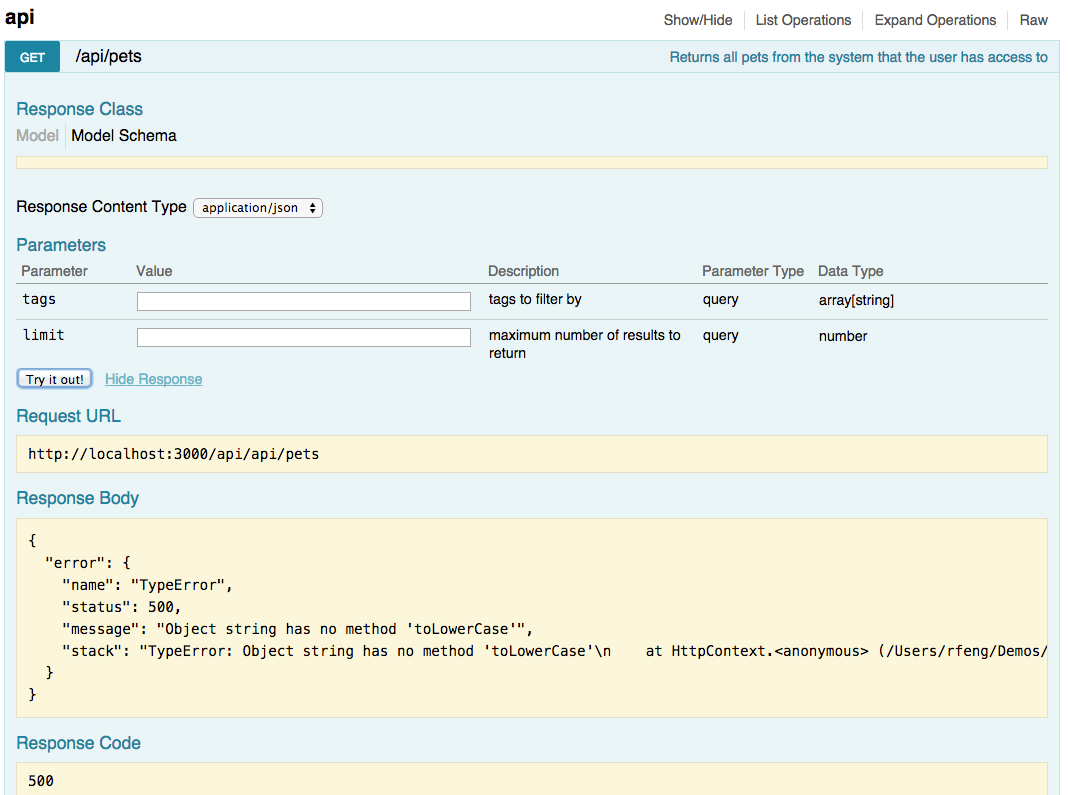 api
Show/Hide List Operations Expand Operations Raw
GET /api/pets Returns all pets from the system that the user has access to
Response Class
Model Model Schema
Response Content Type application/json
Parameters
Parameter Value Description Parameter Type Data Type
tags tags to filter by query array[string]
limit maximum number of results to query number
return
Try it out! Hide Response
Request URL
http://localhost:3000/api/api/pets
Response Body
{
  "error": {
    "name": "TypeError",
    "status": 500,
    "message": "Object string has no method 'toLowerCase'",
    "stack": "TypeError: Object string has no method 'toLowerCase'\n    at HttpContext.<anonymous> (/Users/rfeng/Demos/
  }
}
Response Code
500